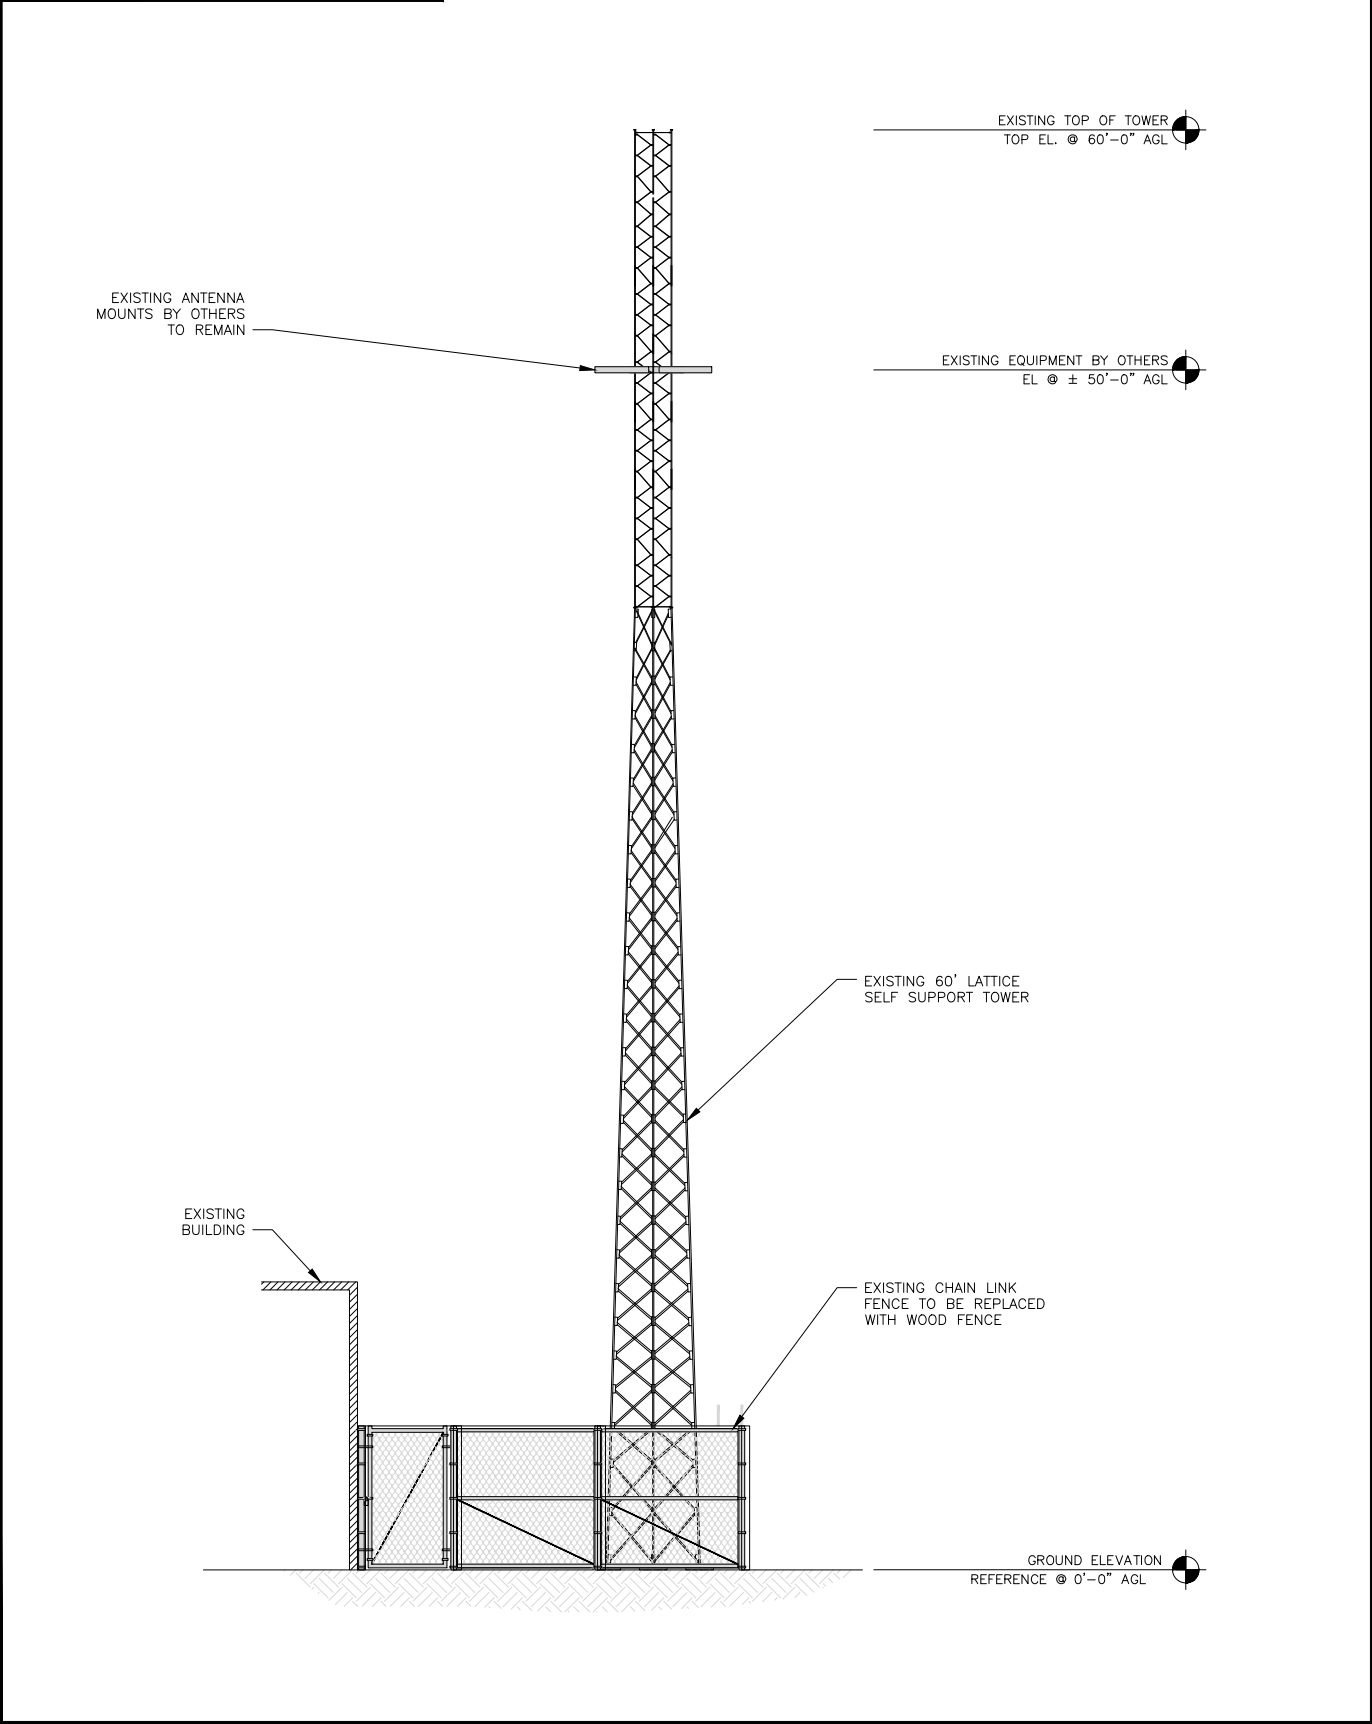 EXISTING TOP OF TOWER
TOP EL. @ 60'-0" AGL
EXISTING ANTENNA
MOUNTS BY OTHERS
TO REMAIN
EXISTING EQUIPMENT BY OTHERS
EL @ ± 50'-0" AGL
EXISTING 60' LATTICE
SELF SUPPORT TOWER
EXISTING
BUILDING
EXISTING CHAIN LINK
FENCE TO BE REPLACED
WITH WOOD FENCE
GROUND ELEVATION
REFERENCE @ 0'-0" AGL